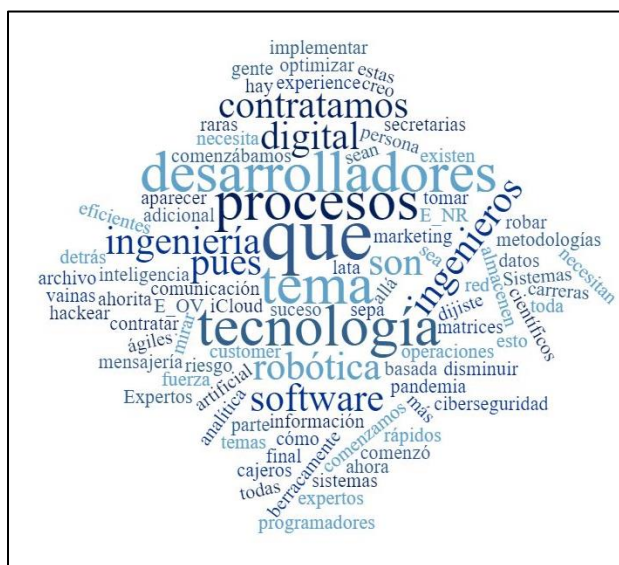 implementar
gente optimizar estas
hay experience creo
contratamos
raras digital secretarias
necesita persona
comenzábamos sean existen
desarrolladores
aparecer procesos tomar
eficientes adicional E_NR ingenieros robar
ingeniería que marketing metodologías
detrás pues son sea almacenen datos necesitan
archivo inteligencia tema lata allá red Sistemas
vainas ahorita comunicación carreras
hackear E_OV iCloud suceso sepa dijiste toda
contratar mirar tecnología matrices esto científicos
ágiles customer operaciones
mensajería riesgo robótica basada disminuir
Expertos fuerza artificial pandemia
analítica software más ciberseguridad
parte información
temas cómo comenzamos rápidos
final berracamente comenzó
cajeros ahora
todas sistemas
expertos
programadores